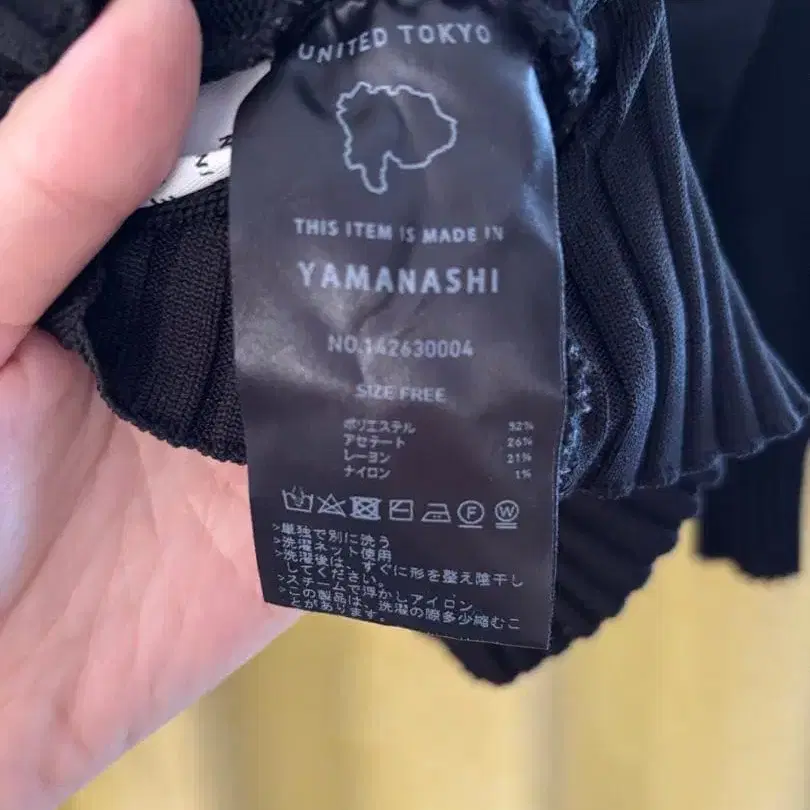 UNITED TOKYO
THIS ITEM IS MADE IN
YAMANASHI
NO.142630004
SIZE FREE
ポリエステル 52%
アセテート 26%
レーヨン 21%
ナイロン 1%
F W
>単独で別に洗う
>洗濯ネット使用
>洗濯後は、すぐに形を整え陰干し
してください。
>スチームで浮かしアイロン
>この製品は、洗濯の際多少縮むこ
とがあります。